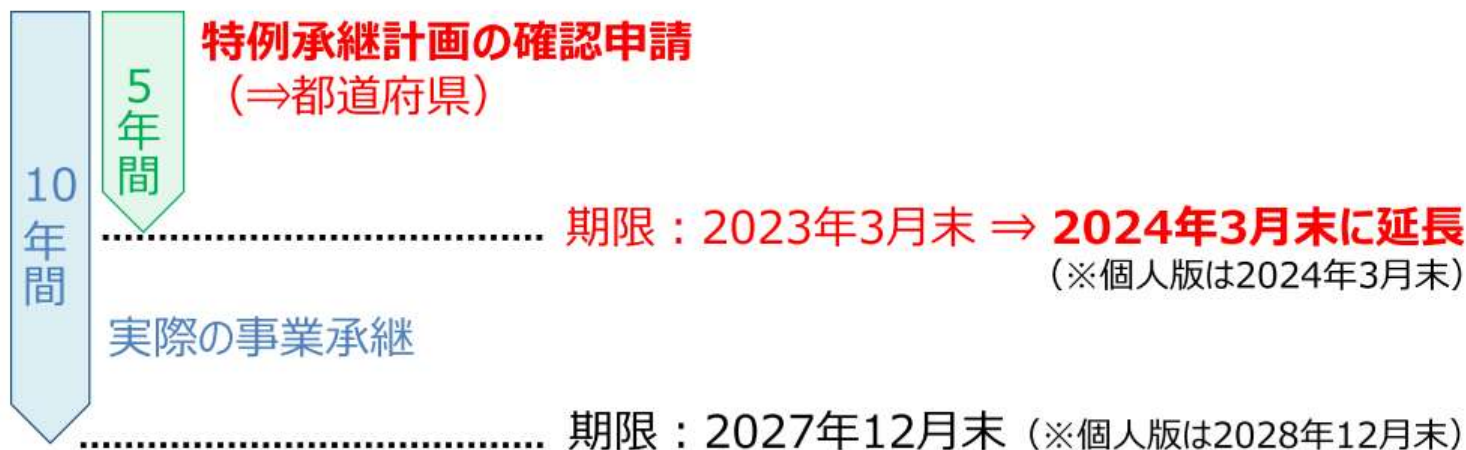 特例承継計画の確認申請
（⇒都道府県）
5年間
10年間
期限：2023年3月末 ⇒ 2024年3月末に延長
（※個人版は2024年3月末）
実際の事業承継
期限：2027年12月末（※個人版は2028年12月末）